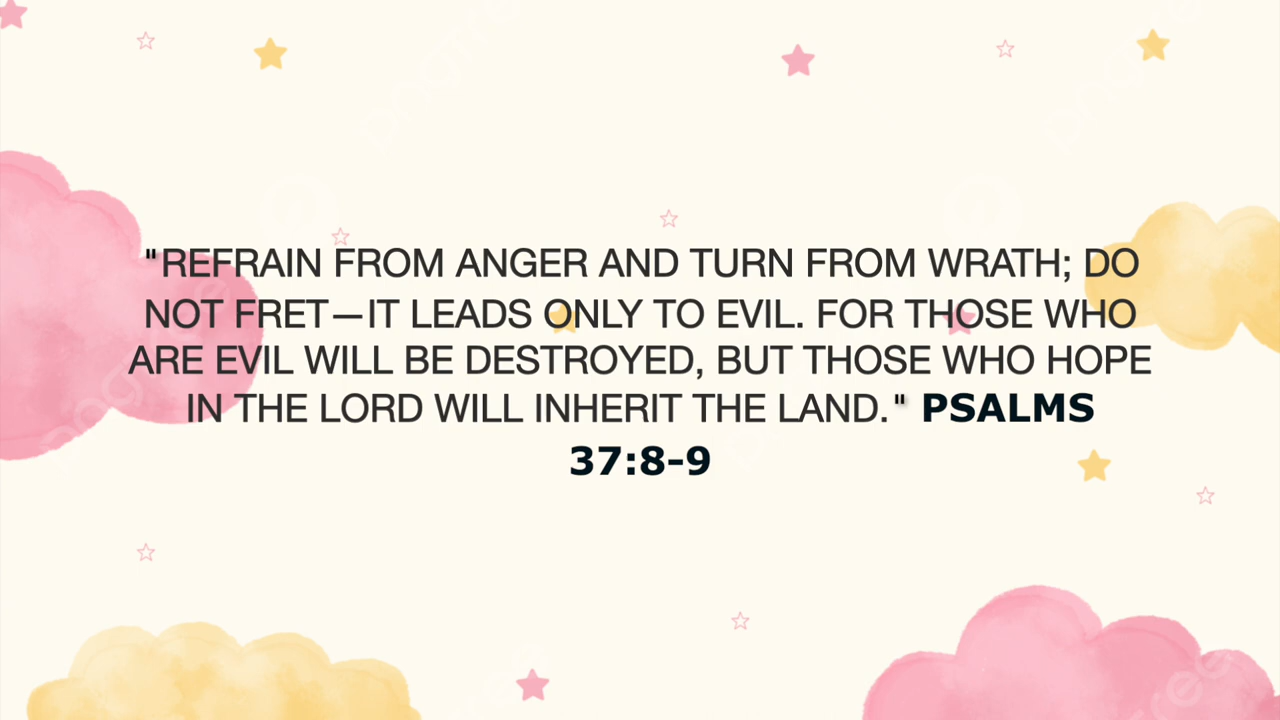 "REFRAIN FROM ANGER AND TURN FROM WRATH; DO
NOT FRET—IT LEADS ONLY TO EVIL. FOR THOSE WHO
ARE EVIL WILL BE DESTROYED, BUT THOSE WHO HOPE
IN THE LORD WILL INHERIT THE LAND." PSALMS
37:8-9